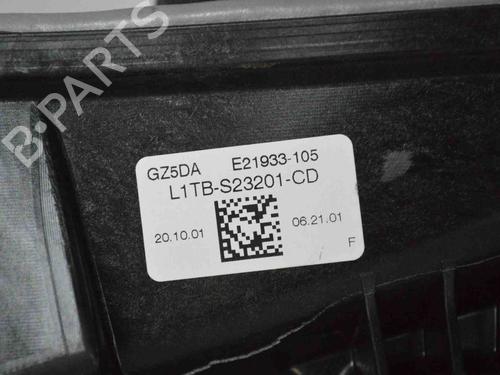 B-PARTS
GZ5DA E21933-105
L1TB-S23201-CD
20.10.01 06.21.01
F